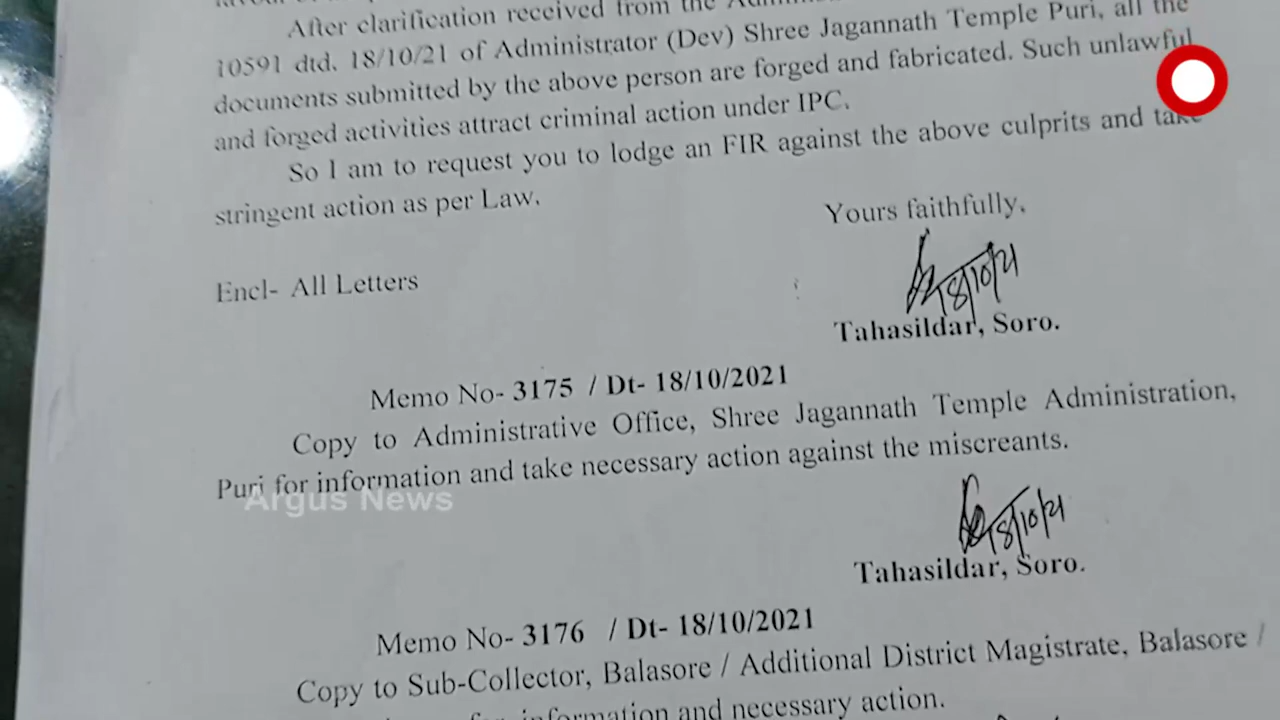 After clarification received from the
10591 dtd. 18/10/21 of Administrator (Dev) Shree Jagannath Temple Puri, all the
documents submitted by the above person are forged and fabricated. Such unlawful
and forged activities attract criminal action under IPC.
So I am to request you to lodge an FIR against the above culprits and take
stringent action as per Law.
Yours faithfully,
18/10/21
Encl- All Letters
Tahasildar, Soro.
Memo No- 3175 / Dt- 18/10/2021
Copy to Administrative Office, Shree Jagannath Temple Administration,
Puri for information and take necessary action against the miscreants.
Argus News
18/10/21
Tahasildar, Soro.
Memo No- 3176 / Dt- 18/10/2021
Copy to Sub-Collector, Balasore / Additional District Magistrate, Balasore /
for information and necessary action.